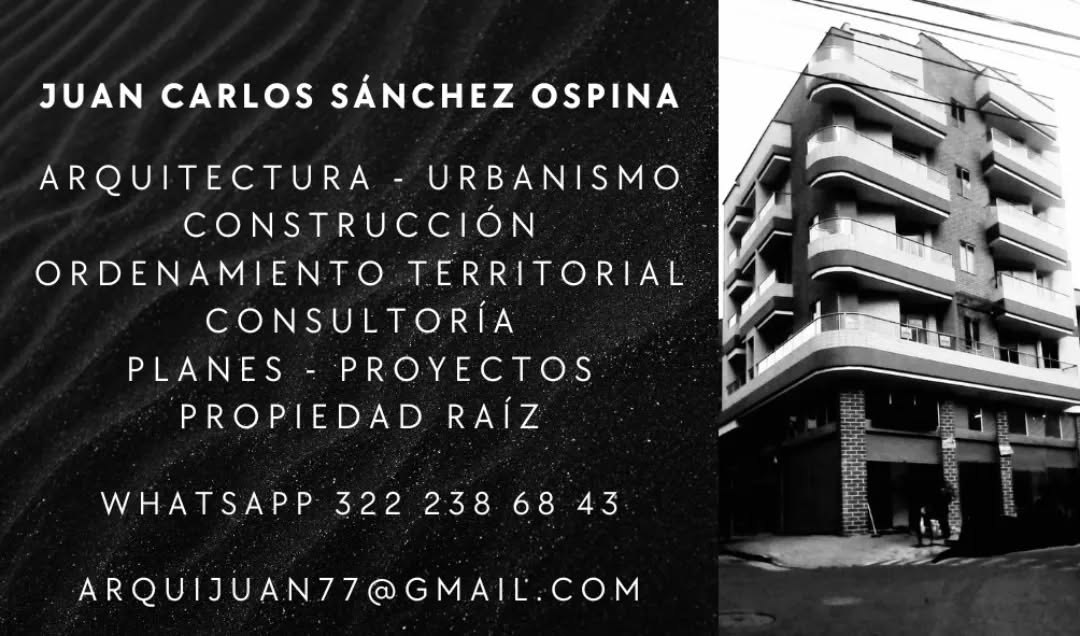 JUAN CARLOS SÁNCHEZ OSPINA
ARQUITECTURA - URBANISMO
CONSTRUCCIÓN
ORDENAMIENTO TERRITORIAL
CONSULTORÍA
PLANES - PROYECTOS
PROPIEDAD RAÍZ
WHATSAPP 322 238 68 43
ARQUIJUAN77@GMAIL.COM